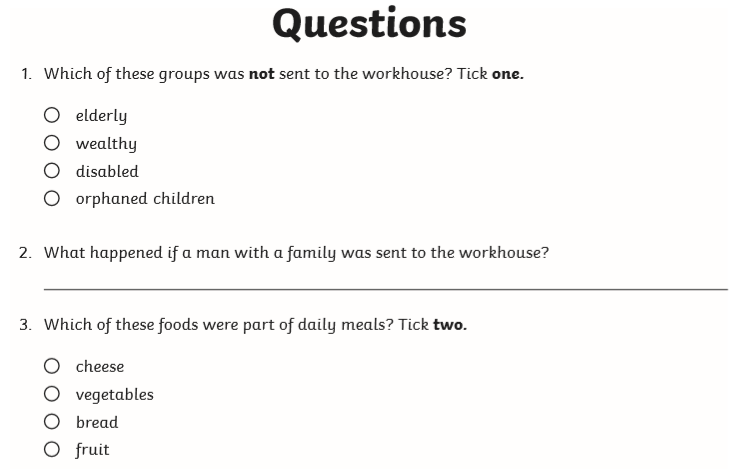 Questions
1. Which of these groups was not sent to the workhouse? Tick one.
elderly
wealthy
disabled
orphaned children
2. What happened if a man with a family was sent to the workhouse?
3. Which of these foods were part of daily meals? Tick two.
cheese
vegetables
bread
fruit